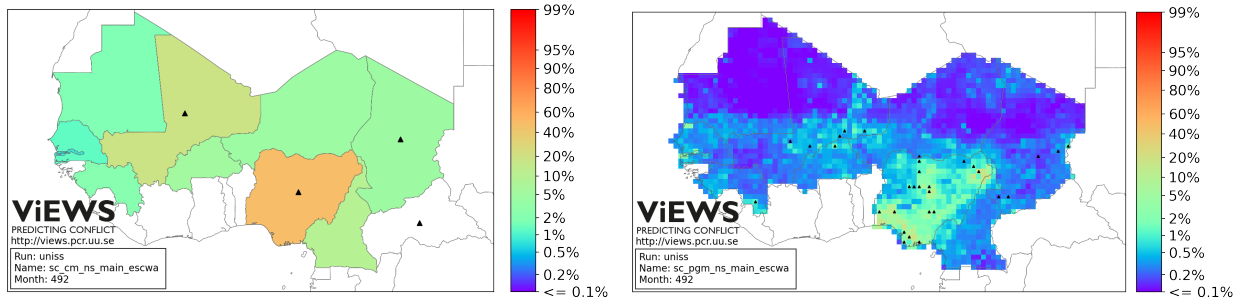 99%
95%
90%
80%
60%
40%
20%
10%
5%
2%
1%
0.5%
0.2%
<= 0.1%
ViEWS
PREDICTING CONFLICT
http://views.pcr.uu.se
Run: uniss
Name: sc_cm_ns_main_escwa
Month: 492
99%
95%
90%
80%
60%
40%
20%
10%
5%
2%
1%
0.5%
0.2%
<= 0.1%
ViEWS
PREDICTING CONFLICT
http://views.pcr.uu.se
Run: uniss
Name: sc_pgm_ns_main_escwa
Month: 492